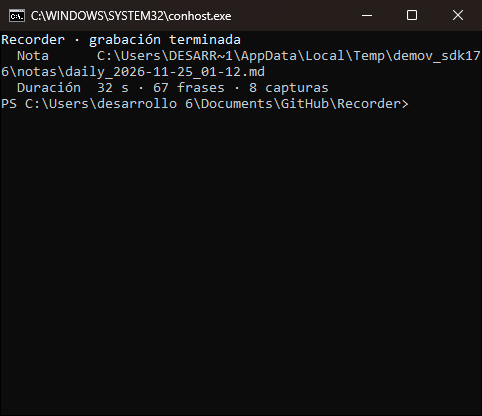 C:\WINDOWS\SYSTEM32\conhost.exe
Recorder · grabación terminada
Nota C:\Users\DESARR~1\AppData\Local\Temp\demov_sdk17
6\notas\daily_2026-11-25_01-12.md
Duración 32 s · 67 frases · 8 capturas
PS C:\Users\desarrollo 6\Documents\GitHub\Recorder>